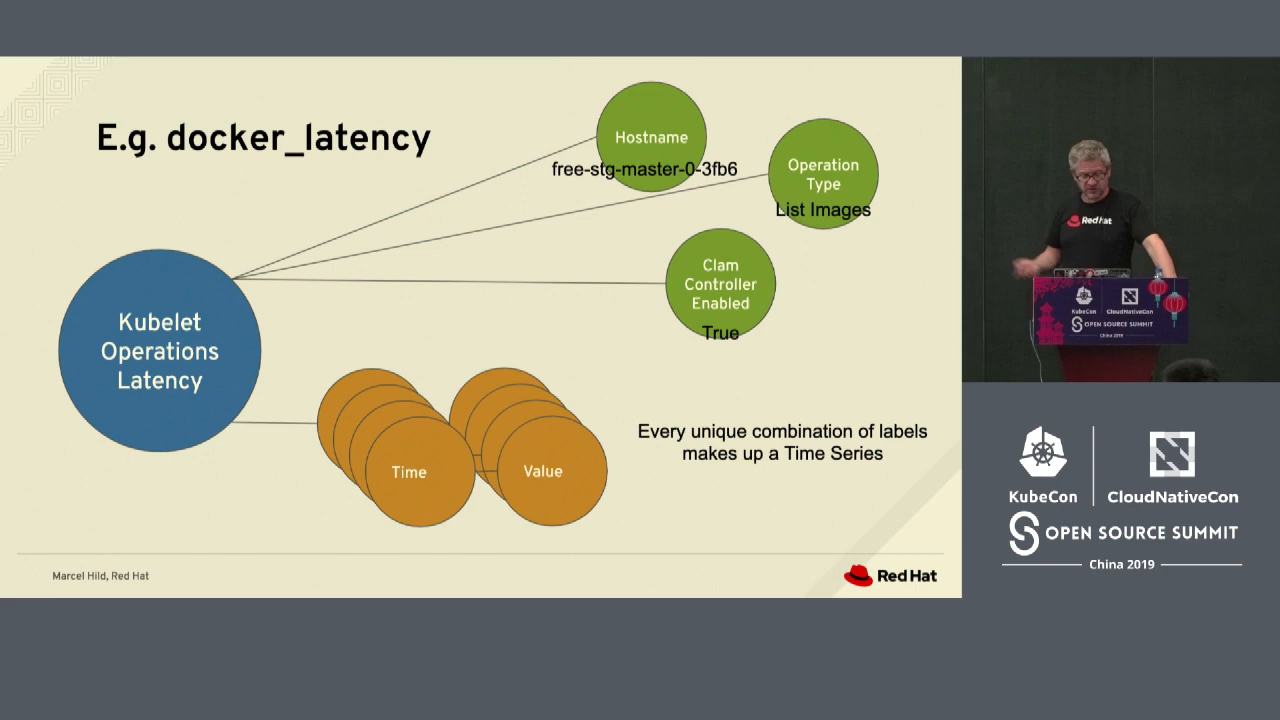 E.g. docker_latency
Hostname
free-stg-master-0-3fb6
Operation
Type
List Images
Clam
Controller
Enabled
True
Kubelet
Operations
Latency
Time
Value
Every unique combination of labels
makes up a Time Series
Marcel Hild, Red Hat
Red Hat
Red Hat
KubeCon
CloudNativeCon
OPEN SOURCE SUMMIT
China 2019
KubeCon
CloudNativeCon
OPEN SOURCE SUMMIT
China 2019